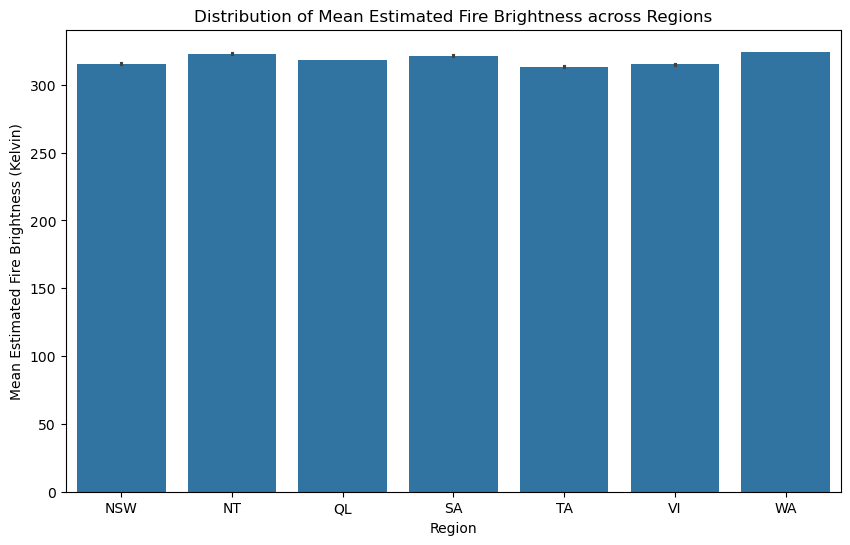 Distribution of Mean Estimated Fire Brightness across Regions
Mean Estimated Fire Brightness (Kelvin)
300
250
200
150
100
50
0
NSW NT QL SA TA VI WA
Region